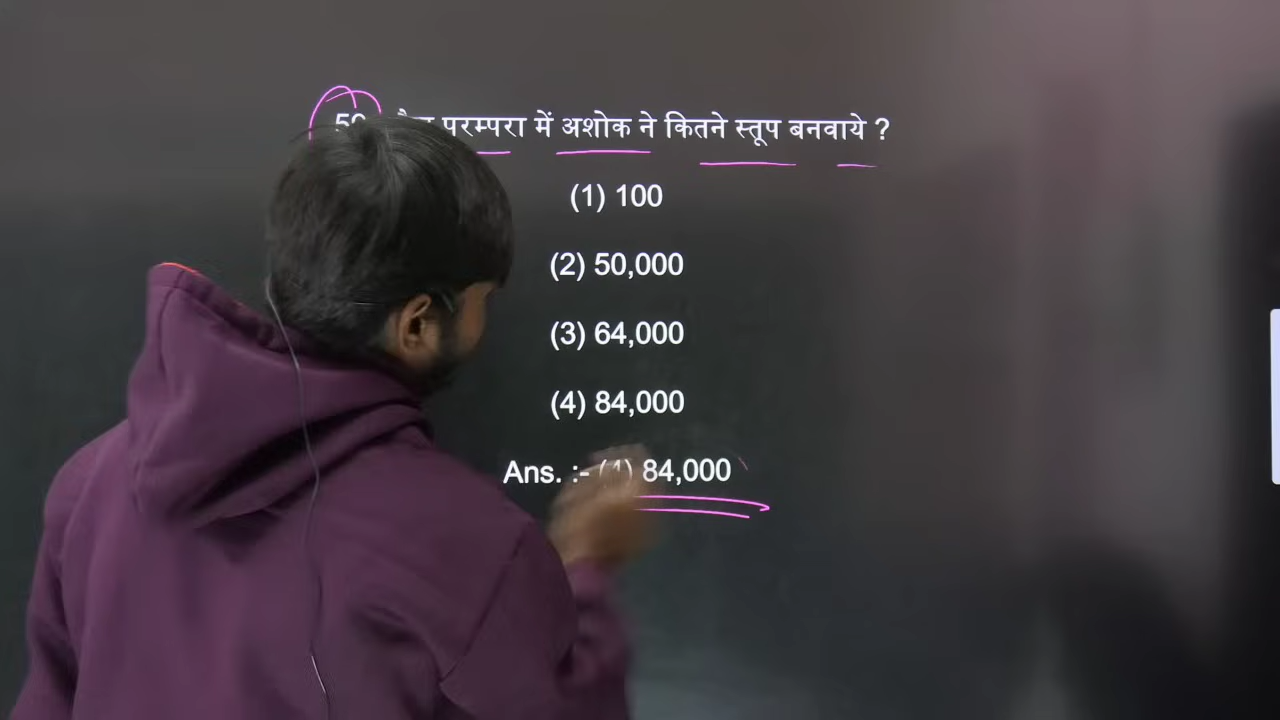 परम्परा में अशोक ने कितने स्तूप बनवाये ?
(1) 100
(2) 50,000
(3) 64,000
(4) 84,000
Ans. :- (4) 84,000